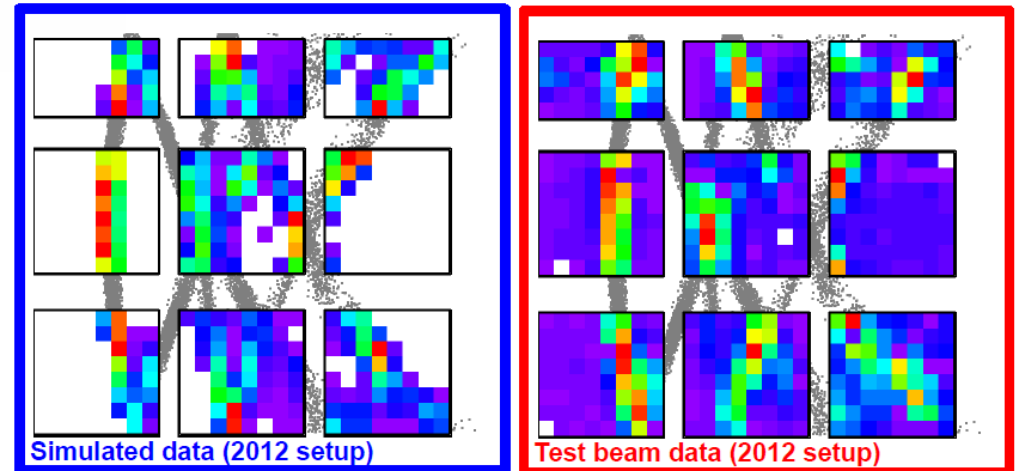 Simulated data (2012 setup)
Test beam data (2012 setup)